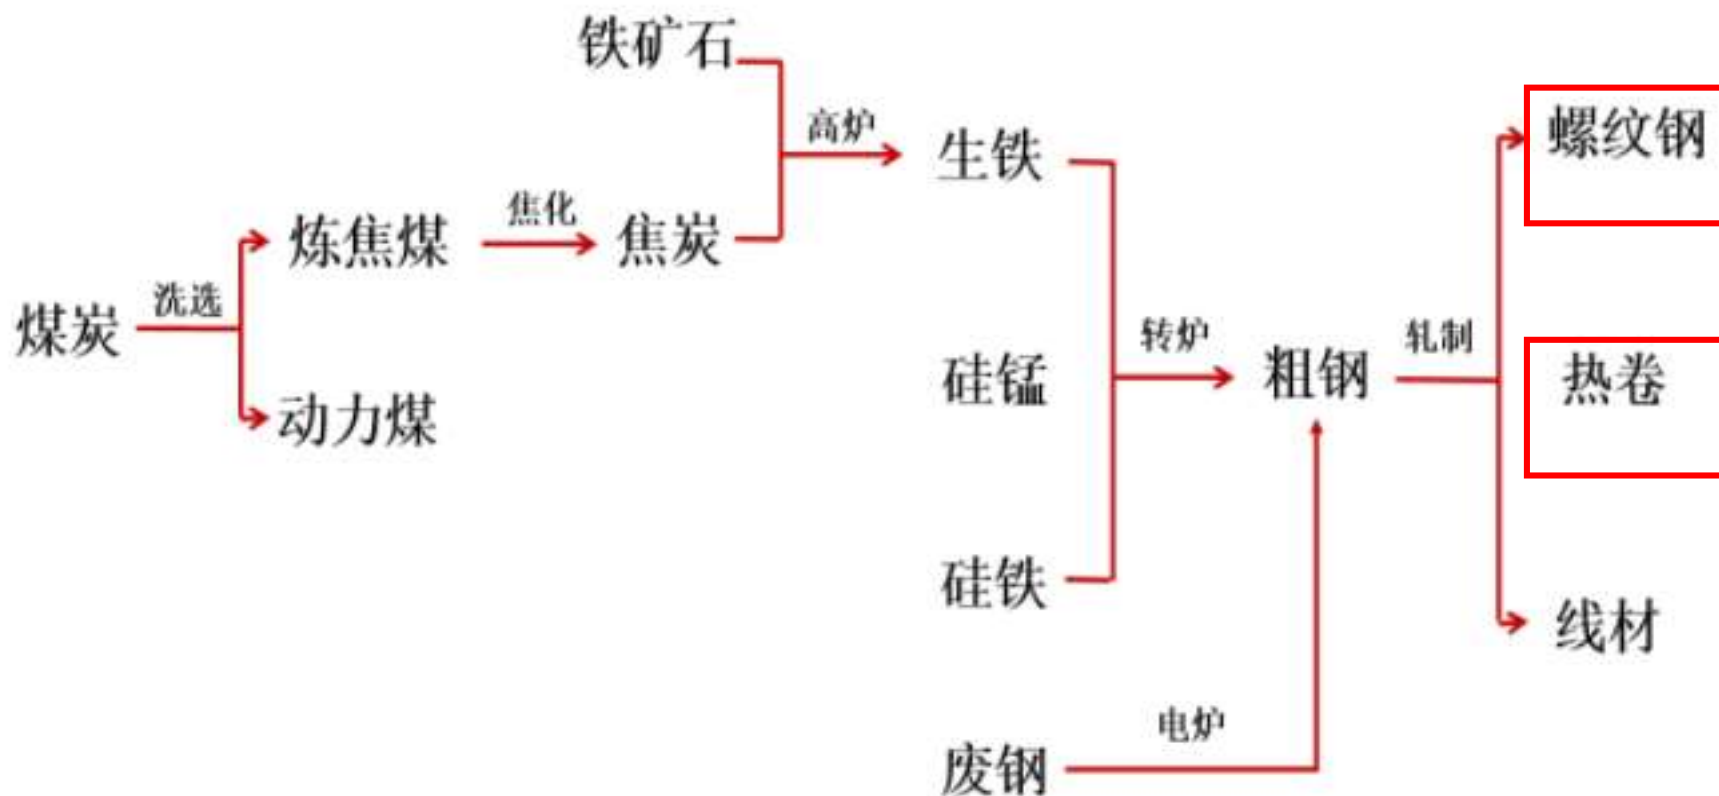 铁矿石
高炉
螺纹钢
生铁
焦化
炼焦煤
焦炭
洗选
煤炭
转炉
轧制
硅锰
粗钢
热卷
动力煤
硅铁
线材
电炉
废钢